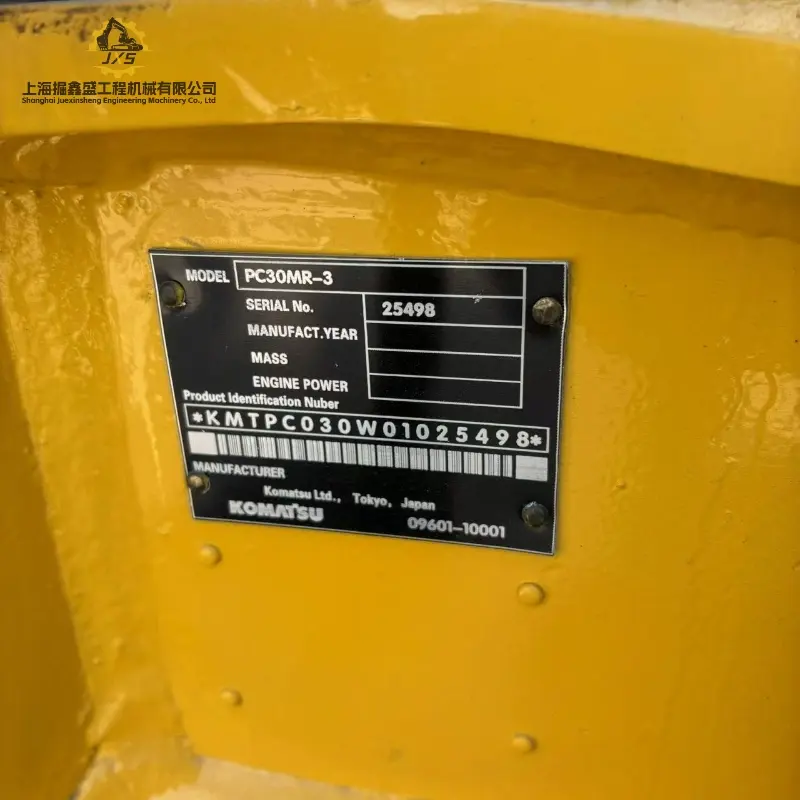 JXS
上海掘鑫盛工程机械有限公司
Shanghai Juexinsheng Engineering Machinery Co., Ltd
MODEL PC30MR-3
SERIAL No. 25498
MANUFACT.YEAR
MASS
ENGINE POWER
Product Identification Nuber
*KMTPC030W01025498*
MANUFACTURER
Komatsu Ltd., Tokyo, Japan
KOMATSU 09601-10001